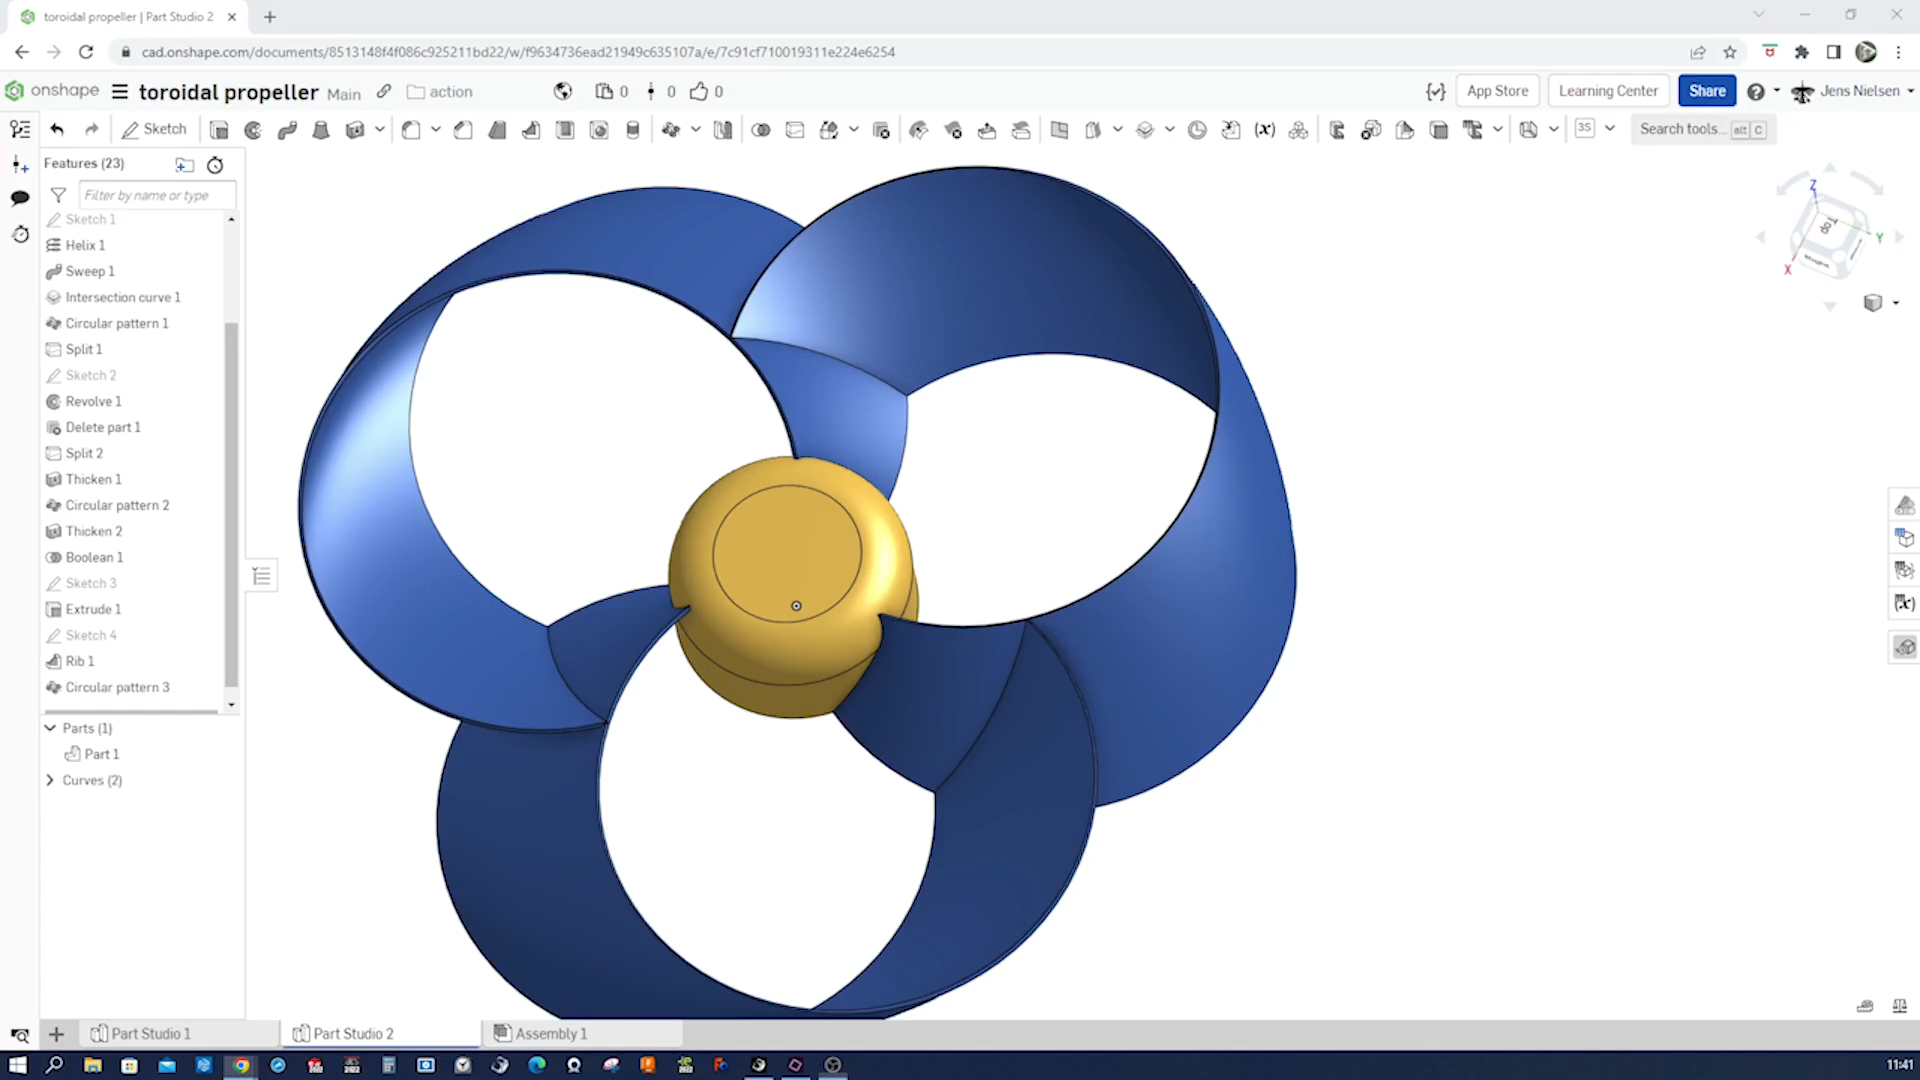 toroidal propeller | Part Studio 2
cad.onshape.com/documents/8513148f4f086c925211bd22/w/f9634736ead21949c635107a/e/7c91cf710019311e224e6254
onshape toroidal propeller Main action 0 0 0 App Store Learning Center Share Jens Nielsen
Sketch (x) 3S Search tools... alt C
Features (23)
Filter by name or type
Sketch 1
Helix 1
Sweep 1
Intersection curve 1
Circular pattern 1
Split 1
Sketch 2
Revolve 1
Delete part 1
Split 2
Thicken 1
Circular pattern 2
Thicken 2
Boolean 1
Sketch 3
Extrude 1
Sketch 4
Rib 1
Circular pattern 3
Parts (1)
Part 1
Curves (2)
Z
Top
Y
X
(x)
Part Studio 1 Part Studio 2 Assembly 1
11:41